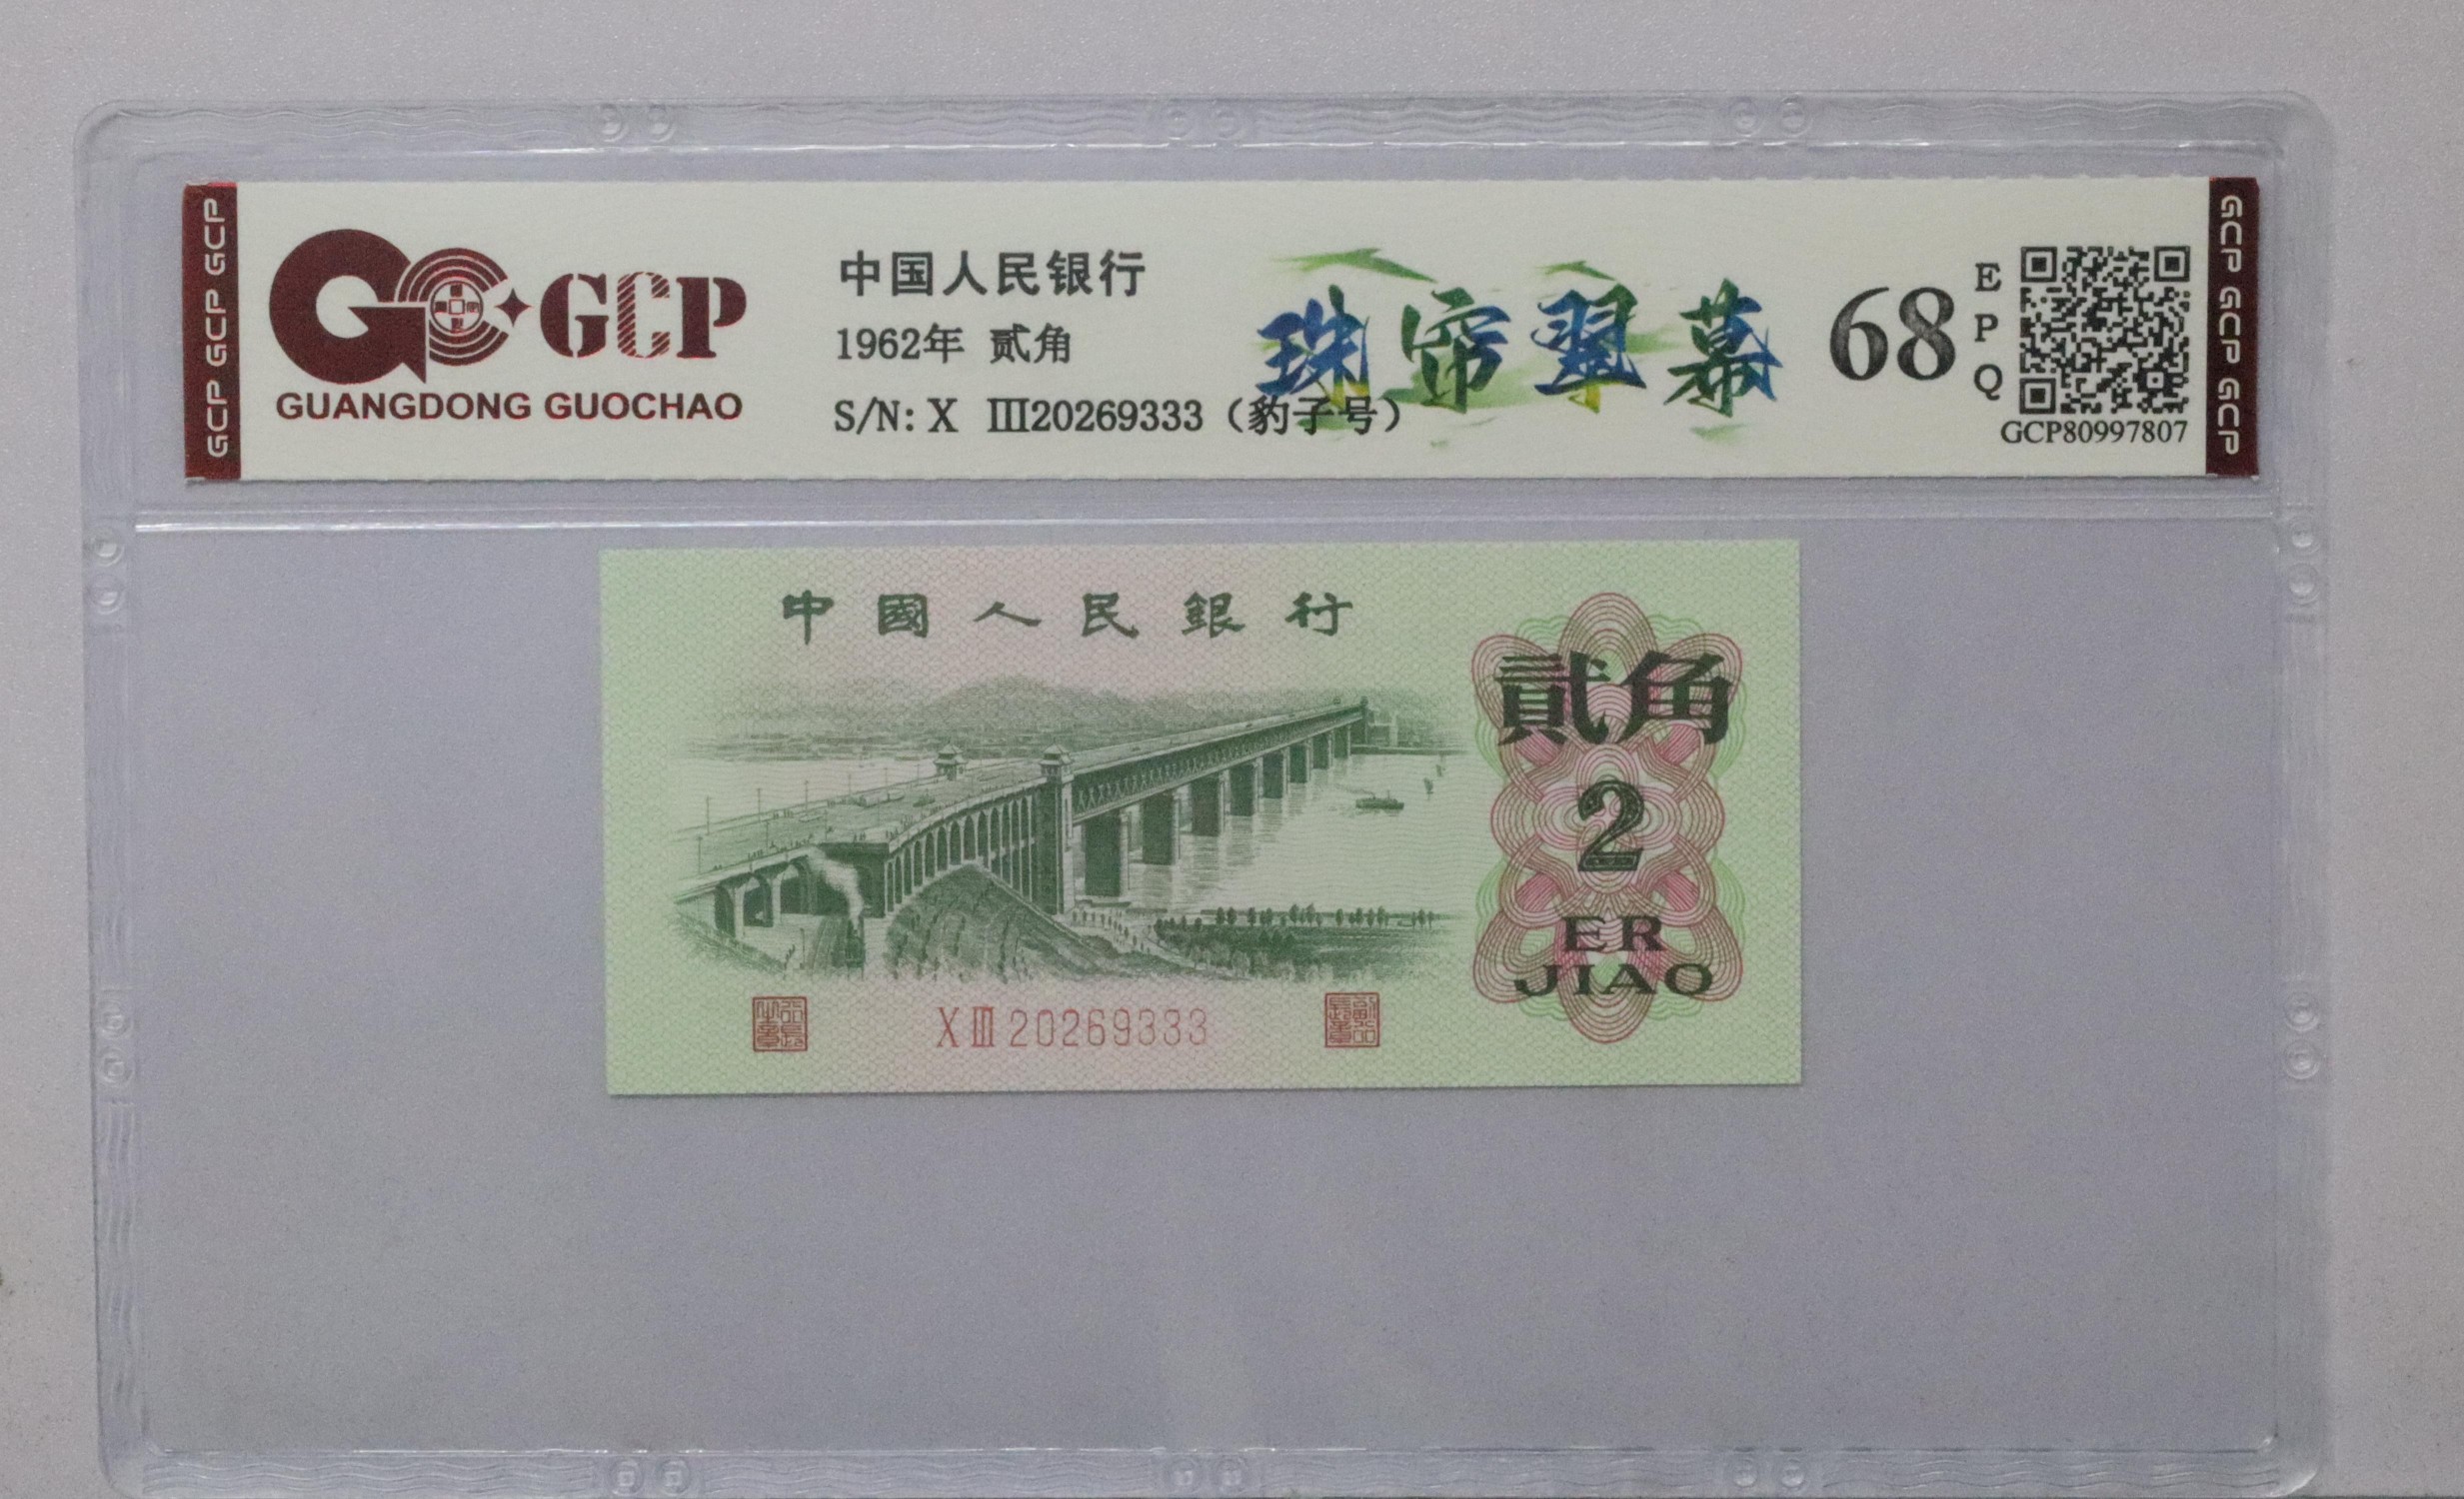 GCP GCP GCP
GCP
GUANGDONG GUOCHAO
中国人民银行
1962年 贰角
S/N: X Ⅲ20269333（豹子号）
珠帘翠幕
68
EPQ
GCP80997807
GCP GCP GCP
中國人民銀行
貳角
2
ER
JIAO
X Ⅲ 20269333